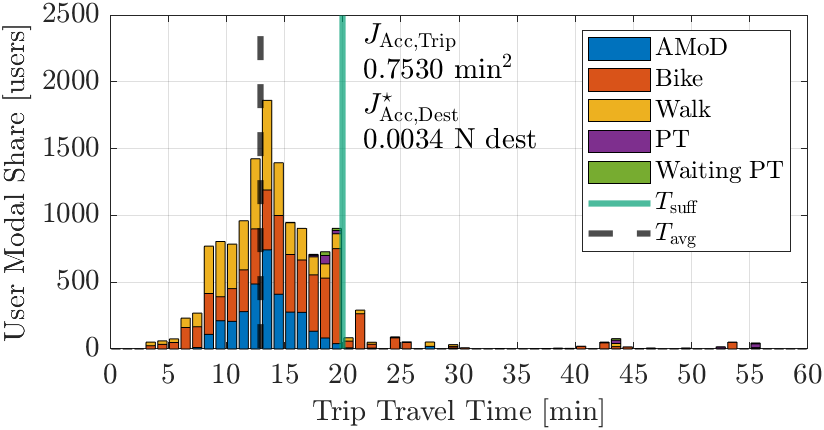 2500
2000
1500
1000
500
0
User Modal Share [users]
J_Acc,Trip
0.7530 min²
J⋆_Acc,Dest
0.0034 N dest
AMoD
Bike
Walk
PT
Waiting PT
T_suff
T_avg
0 5 10 15 20 25 30 35 40 45 50 55 60
Trip Travel Time [min]